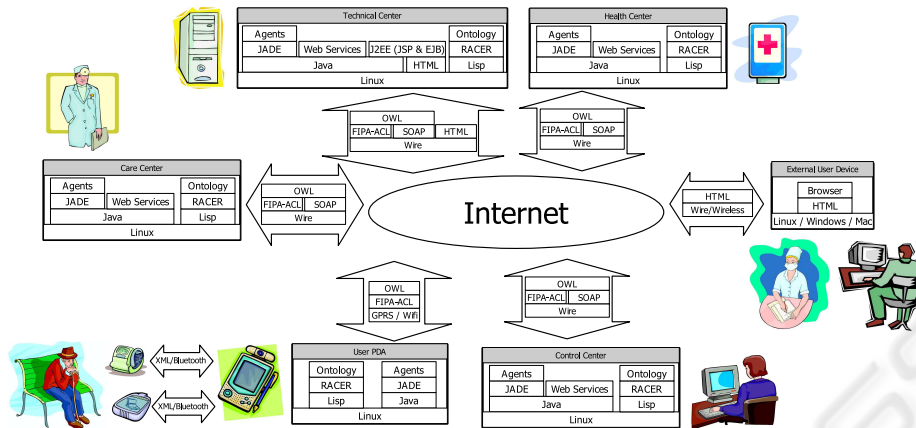 Technical Center
Agents Ontology
JADE Web Services J2EE (JSP & EJB) RACER
Java HTML Lisp
Linux
Health Center
Agents Ontology
JADE Web Services RACER
Java Lisp
Linux
OWL
FIPA-ACL SOAP HTML
Wire
OWL
FIPA-ACL SOAP
Wire
Care Center
Agents Ontology
JADE Web Services RACER
Java Lisp
Linux
OWL
FIPA-ACL SOAP
Wire
Internet
HTML
Wire/Wireless
External User Device
Browser
HTML
Linux / Windows / Mac
OWL
FIPA-ACL
GPRS / Wifi
OWL
FIPA-ACL SOAP
Wire
XML/Bluetooth
XML/Bluetooth
User PDA
Ontology Agents
RACER JADE
Lisp Java
Linux
Control Center
Agents Ontology
JADE Web Services RACER
Java Lisp
Linux